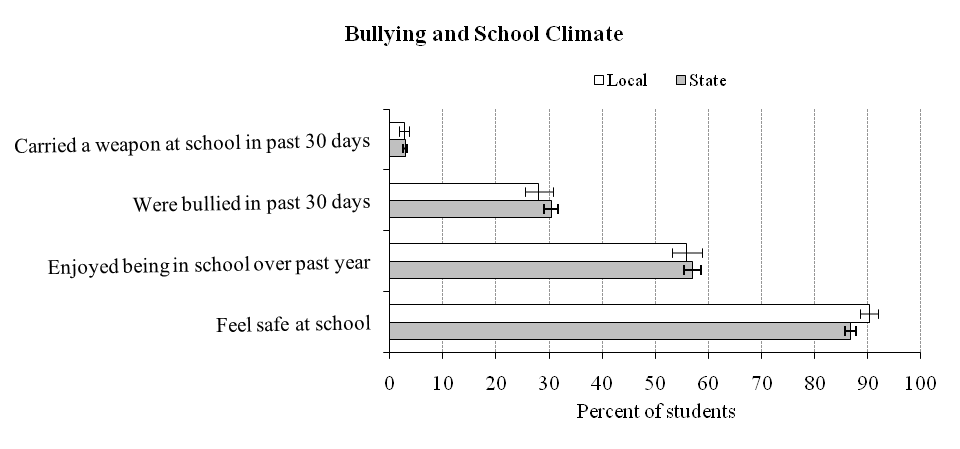 Bullying and School Climate
Local State
Carried a weapon at school in past 30 days
Were bullied in past 30 days
Enjoyed being in school over past year
Feel safe at school
0 10 20 30 40 50 60 70 80 90 100
Percent of students